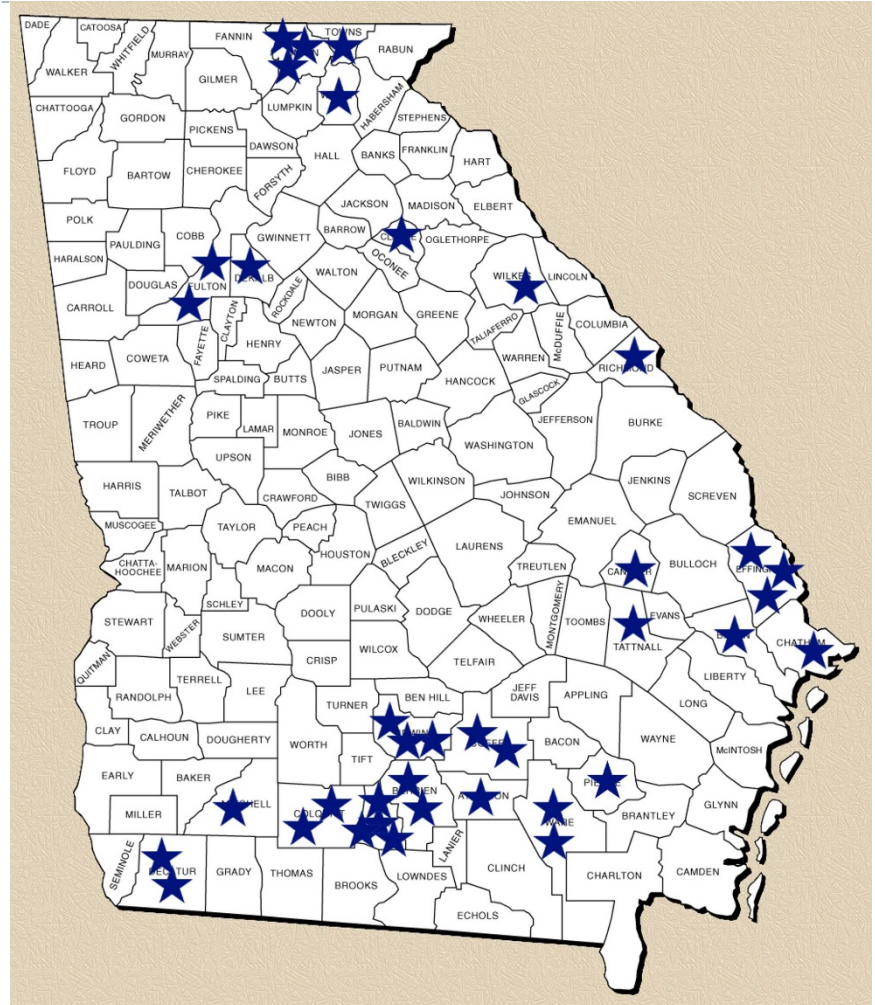 DADE
CATOOSA
WHITFIELD
MURRAY
FANNIN
TOWNS
RABUN
WALKER
GILMER
LUMPKIN
HABERSHAM
STEPHENS
CHATTOOGA
GORDON
PICKENS
DAWSON
HALL
BANKS
FRANKLIN
HART
FLOYD
BARTOW
CHEROKEE
FORSYTH
JACKSON
MADISON
ELBERT
POLK
PAULDING
COBB
GWINNETT
BARROW
OGLETHORPE
HARALSON
OCONEE
WALTON
WILKES
LINCOLN
DOUGLAS
FULTON
ROCKDALE
CARROLL
CLAYTON
NEWTON
MORGAN
GREENE
TALIAFERRO
McDUFFIE
COLUMBIA
HEARD
COWETA
FAYETTE
HENRY
JASPER
PUTNAM
WARREN
RICHMOND
SPALDING
BUTTS
HANCOCK
GLASCOCK
TROUP
MERIWETHER
PIKE
LAMAR
MONROE
JONES
BALDWIN
JEFFERSON
BURKE
UPSON
WASHINGTON
HARRIS
TALBOT
BIBB
WILKINSON
JENKINS
SCREVEN
CRAWFORD
TWIGGS
JOHNSON
MUSCOGEE
TAYLOR
PEACH
EMANUEL
CHATTA-
HOOCHEE
MARION
MACON
HOUSTON
BLECKLEY
LAURENS
TREUTLEN
BULLOCH
SCHLEY
STEWART
WEBSTER
SUMTER
DOOLY
PULASKI
DODGE
WHEELER
MONTGOMERY
TOOMBS
EVANS
TATTNALL
CHATHAM
QUITMAN
CRISP
WILCOX
TELFAIR
LIBERTY
RANDOLPH
TERRELL
LEE
TURNER
BEN HILL
JEFF
DAVIS
APPLING
LONG
CLAY
CALHOUN
DOUGHERTY
WORTH
TIFT
BACON
WAYNE
McINTOSH
EARLY
BAKER
MILLER
BRANTLEY
GLYNN
SEMINOLE
GRADY
THOMAS
BROOKS
LOWNDES
LANIER
CLINCH
CHARLTON
CAMDEN
ECHOLS